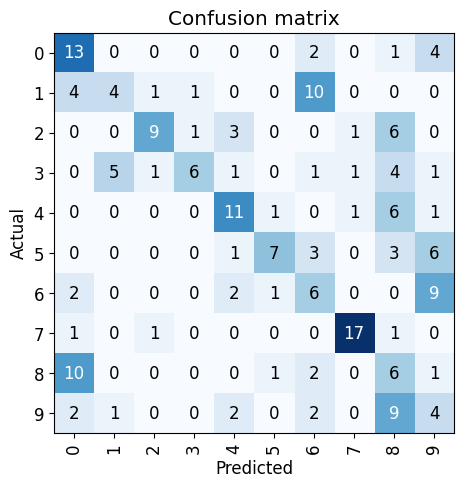 Confusion matrix
0 13 0 0 0 0 0 2 0 1 4
1 4 4 1 1 0 0 10 0 0 0
2 0 0 9 1 3 0 0 1 6 0
3 0 5 1 6 1 0 1 1 4 1
4 0 0 0 0 11 1 0 1 6 1
5 0 0 0 0 1 7 3 0 3 6
6 2 0 0 0 2 1 6 0 0 9
7 1 0 1 0 0 0 0 17 1 0
8 10 0 0 0 0 1 2 0 6 1
9 2 1 0 0 2 0 2 0 9 4
0 1 2 3 4 5 6 7 8 9
Actual
Predicted